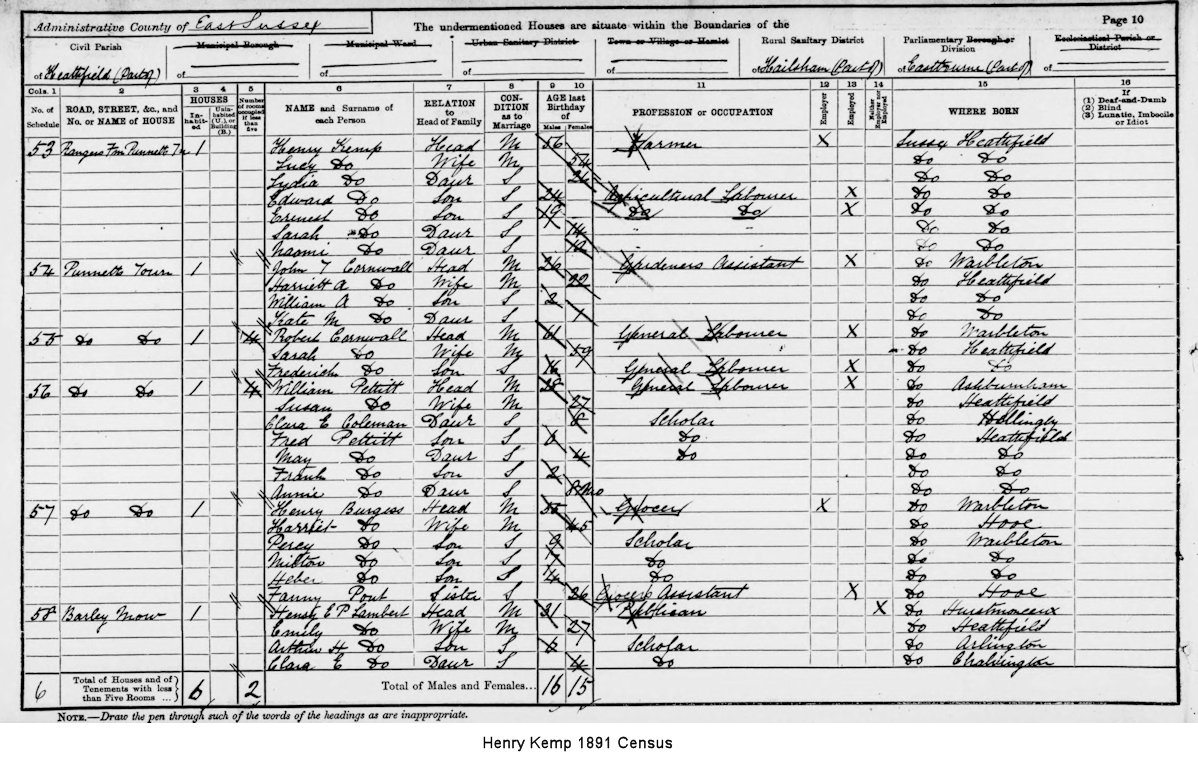 Administrative County of East Sussex The undermentioned Houses are situate within the Boundaries of the Page 10
Civil Parish Municipal Borough Municipal Ward Urban Sanitary District Town or Village or Hamlet Rural Sanitary District Parliamentary Borough or Division Ecclesiastical Parish or District
of Heathfield (Part of) of of of of of Hailsham (Part of) of Eastbourne (Part of) of
Cols. 1 2 3 4 5 6 7 8 9 10 11 12 13 14 15 16
No. of Schedule ROAD, STREET, &c., and No. or NAME of HOUSE HOUSES Inhabited Uninhabited (U.), or Building (B.) Number of rooms occupied if less than five NAME and Surname of each Person RELATION to Head of Family CONDITION as to Marriage AGE last Birthday of Males Females PROFESSION or OCCUPATION Employer Employed Neither Employer nor Employed WHERE BORN If (1) Deaf-and-Dumb (2) Blind (3) Lunatic, Imbecile or Idiot
53 Rangers Fm Punnetts Tn 1 Henry Kemp Head M 56 Farmer X Sussex Heathfield
Lucy Do Wife M 54 Do Do
Lydia Do Daur S 26 Do Do
Edward Do Son S 24 Agricultural Labourer X Do Do
Ernest Do Son S 19 Do Do X Do Do
Sarah Do Daur S 14 " " Do Do
Naomi Do Daur S Do Do
54 Punnetts Town 1 John T Cornwall Head M 26 Gardeners Assistant X Do Warbleton
Harriett A Do Wife M 22 Do Heathfield
William A Do Son S 2 Do Do
Kate M Do Daur S 1 Do Do
55 Do Do 1 4 Robert Cornwall Head M 61 General Labourer X Do Warbleton
Sarah Do Wife M 59 Do Heathfield
Frederick Do Son S 16 General Labourer X Do Do
56 Do Do 1 4 William Pettitt Head M 38 General Labourer X Do Ashburnham
Susan Do Wife M 27 Do Heathfield
Clara E Coleman Daur S 8 Scholar Do Hellingly
Fred Pettitt Son S 6 Do Do Heathfield
May Do Daur S 4 Do Do Do
Frank Do Son S 2 Do Do
Annie Do Daur S 8 Mo Do Do
57 Do Do 1 Henry Burgess Head M Grocer X Do Warbleton
Harriet Do Wife M 45 Do Hooe
Percy Do Son S 9 Scholar Do Warbleton
Milton Do Son S 7 Do Do Do
Heber Do Son S 4 Do Do Do
Fanny Pont Sister S 26 Grocers Assistant X Do Hooe
58 Barley Mow 1 Henry E P Lambert Head M 31 Publican X Do Hurstmonceux
Emily Do Wife M 27 Do Heathfield
Arthur H Do Son S 6 Scholar Do Arlington
Clara E Do Daur S 4 Do Do Chalvington
6 Total of Houses and of Tenements with less than Five Rooms ... 6 2 Total of Males and Females... 16 15
NOTE.—Draw the pen through such of the words of the headings as are inappropriate.
Henry Kemp 1891 Census